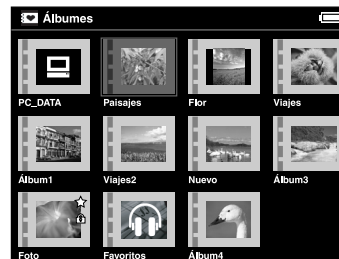 Álbumes
PC_DATA Paisajes Flor Viajes
Álbum1 Viajes2 Nuevo Álbum3
Foto Favoritos Álbum4